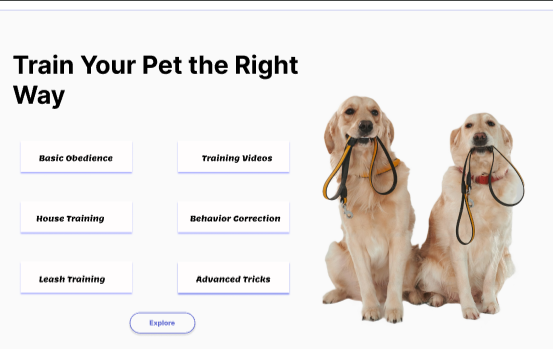 Train Your Pet the Right
Way
Basic Obedience
Training Videos
House Training
Behavior Correction
Leash Training
Advanced Tricks
Explore